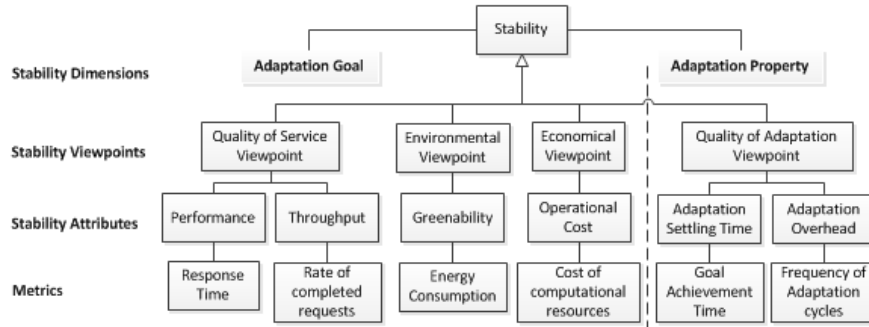 Stability
Stability Dimensions
Adaptation Goal
Adaptation Property
Stability Viewpoints
Quality of Service
Viewpoint
Environmental
Viewpoint
Economical
Viewpoint
Quality of Adaptation
Viewpoint
Stability Attributes
Performance
Throughput
Greenability
Operational
Cost
Adaptation
Settling Time
Adaptation
Overhead
Metrics
Response
Time
Rate of
completed
requests
Energy
Consumption
Cost of
computational
resources
Goal
Achievement
Time
Frequency of
Adaptation
cycles